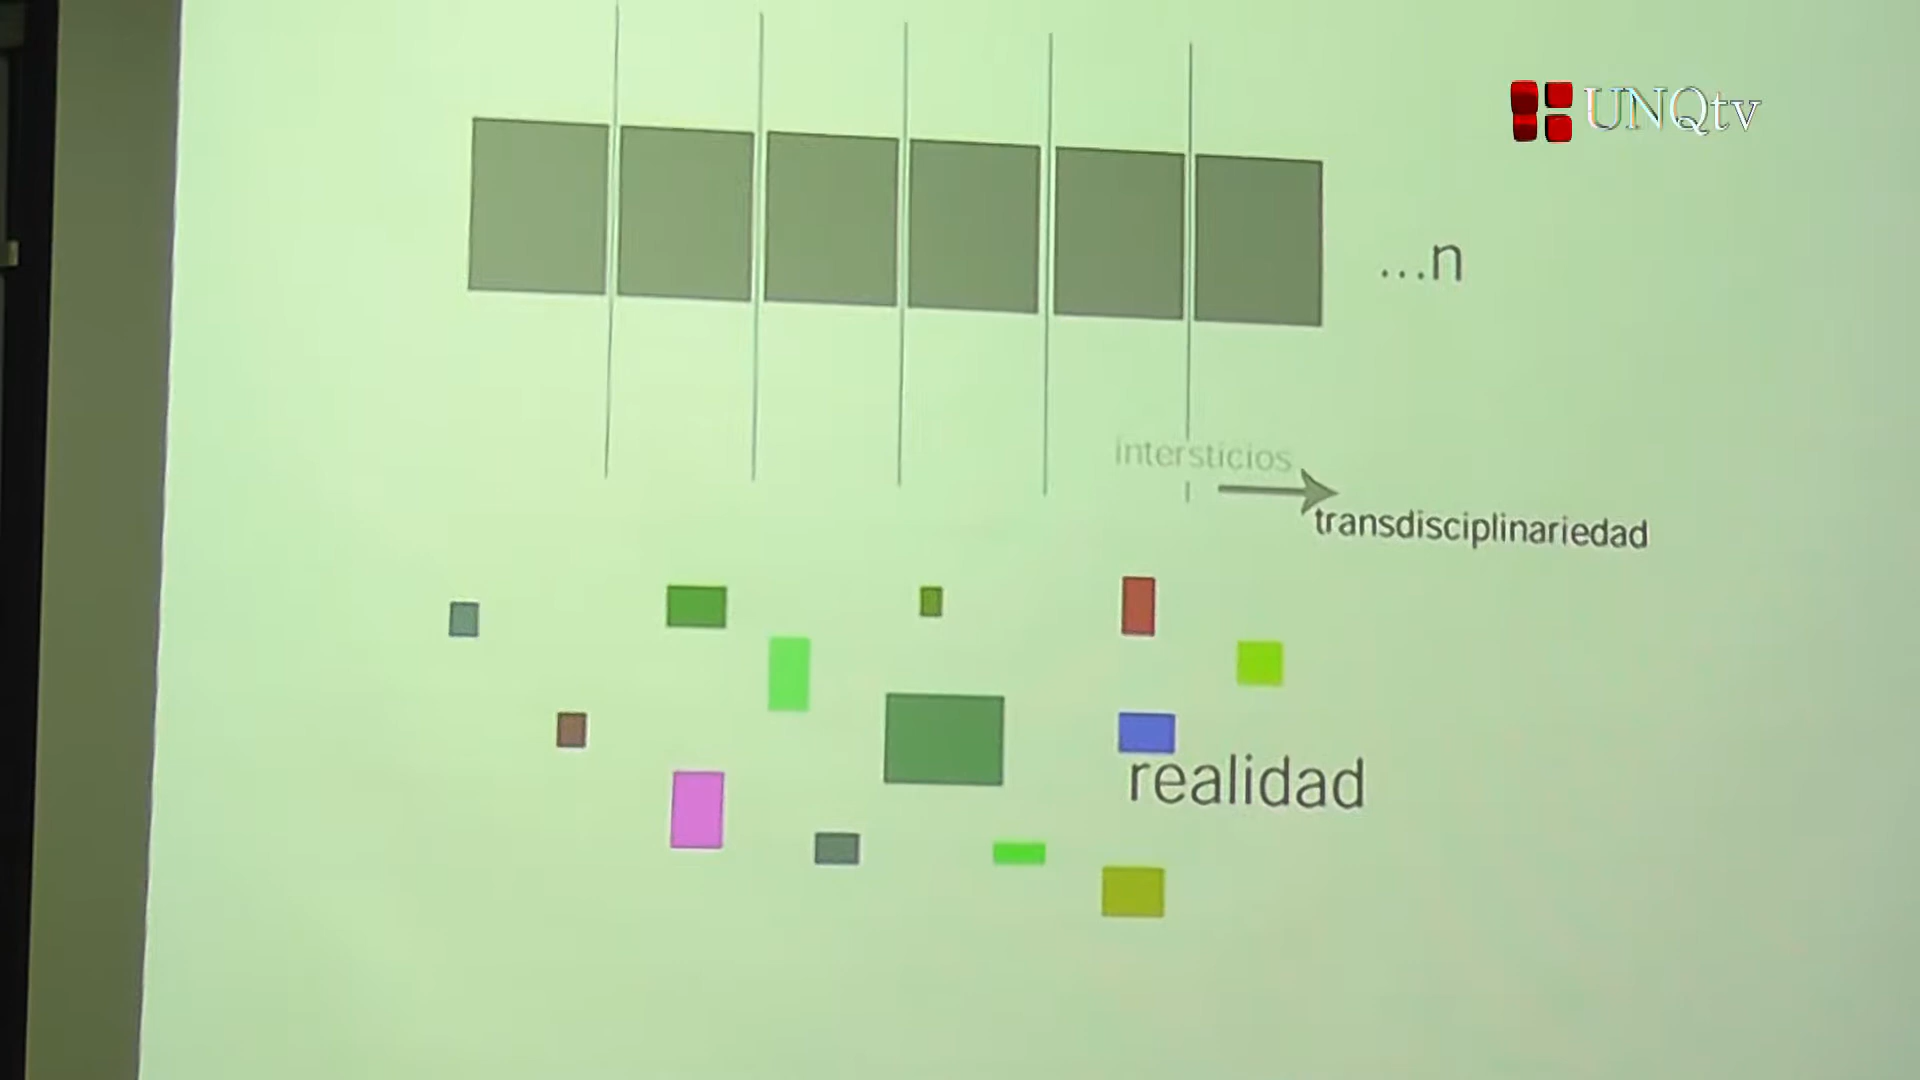 UNQtv
...n
intersticios
transdisciplinariedad
realidad